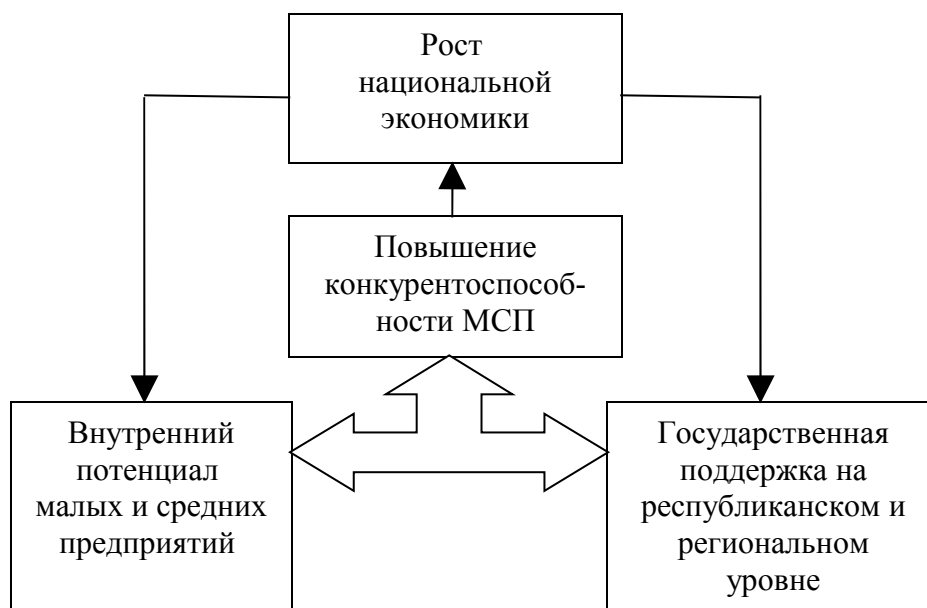 Рост
национальной
экономики
Повышение
конкурентоспособ-
ности МСП
Внутренний
потенциал
малых и средних
предприятий
Государственная
поддержка на
республиканском и
региональном
уровне